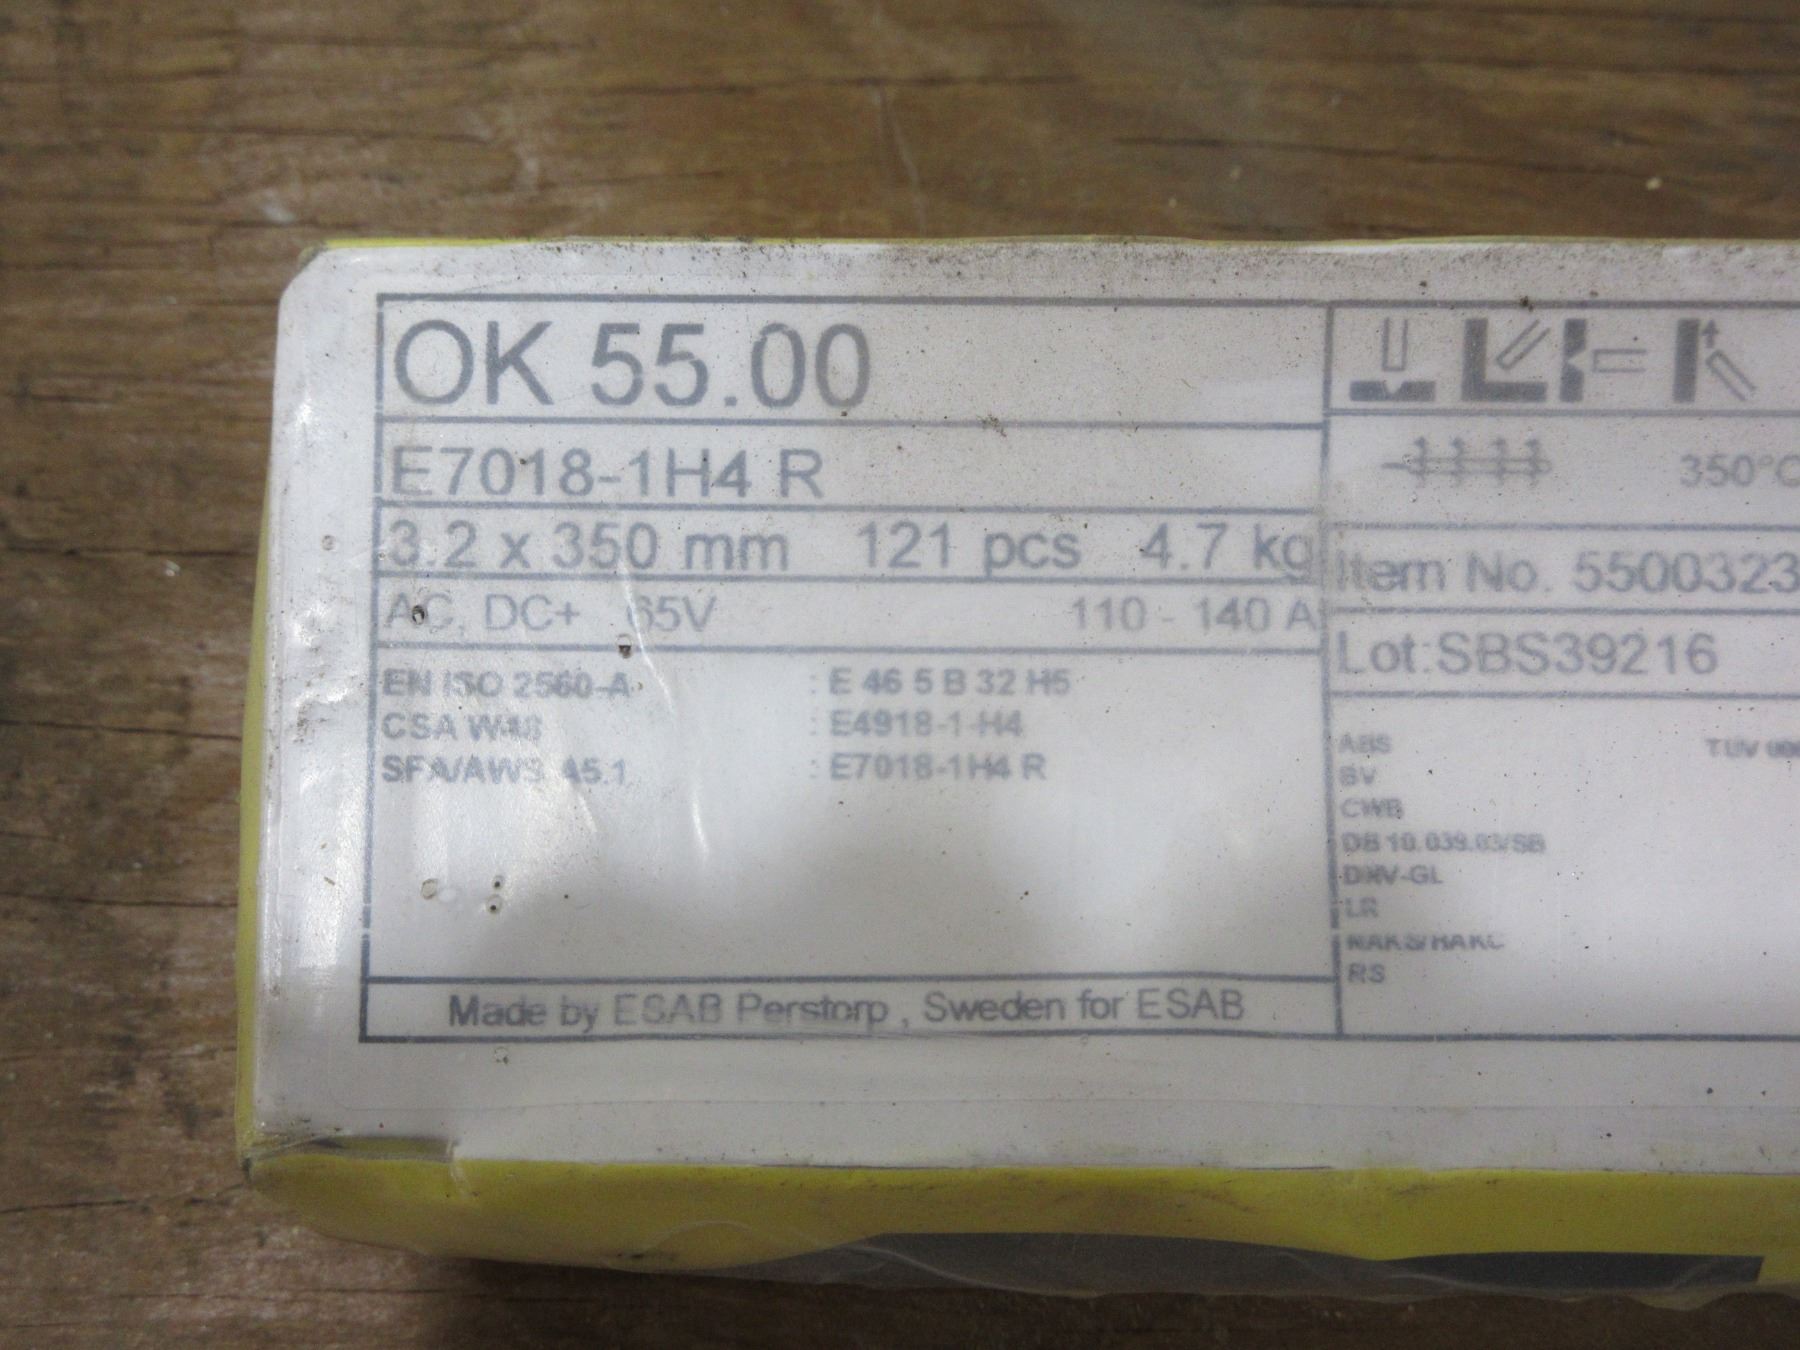 OK 55.00
E7018-1H4 R
3.2 x 350 mm 121 pcs 4.7 kg
AC, DC+ 65V 110 - 140 A
EN ISO 2560-A : E 46 5 B 32 H5
CSA W48 : E4918-1-H4
SFA/AWS A5.1 : E7018-1H4 R
Made by ESAB Perstorp , Sweden for ESAB
350°C
Item No. 5500323
Lot:SBS39216
ABS TUV
BV
CWB
DB 10.039.03/SB
DNV-GL
LR
NAKS/HAKC
RS